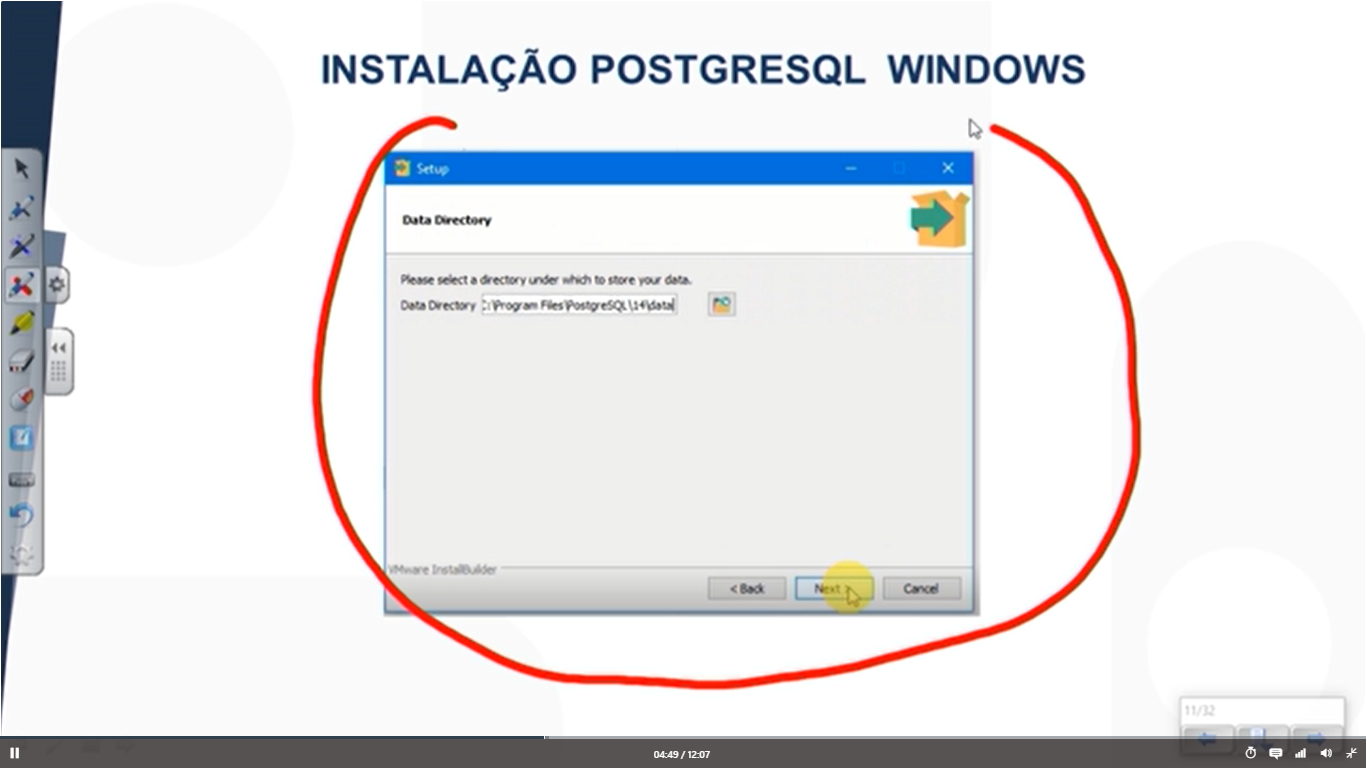 INSTALAÇÃO POSTGRESQL WINDOWS
Setup
Data Directory
Please select a directory under which to store your data.
Data Directory C:\Program Files\PostgreSQL\14\data
VMware InstallBuilder
< Back
Next >
Cancel
11/32
04:49 / 12:07